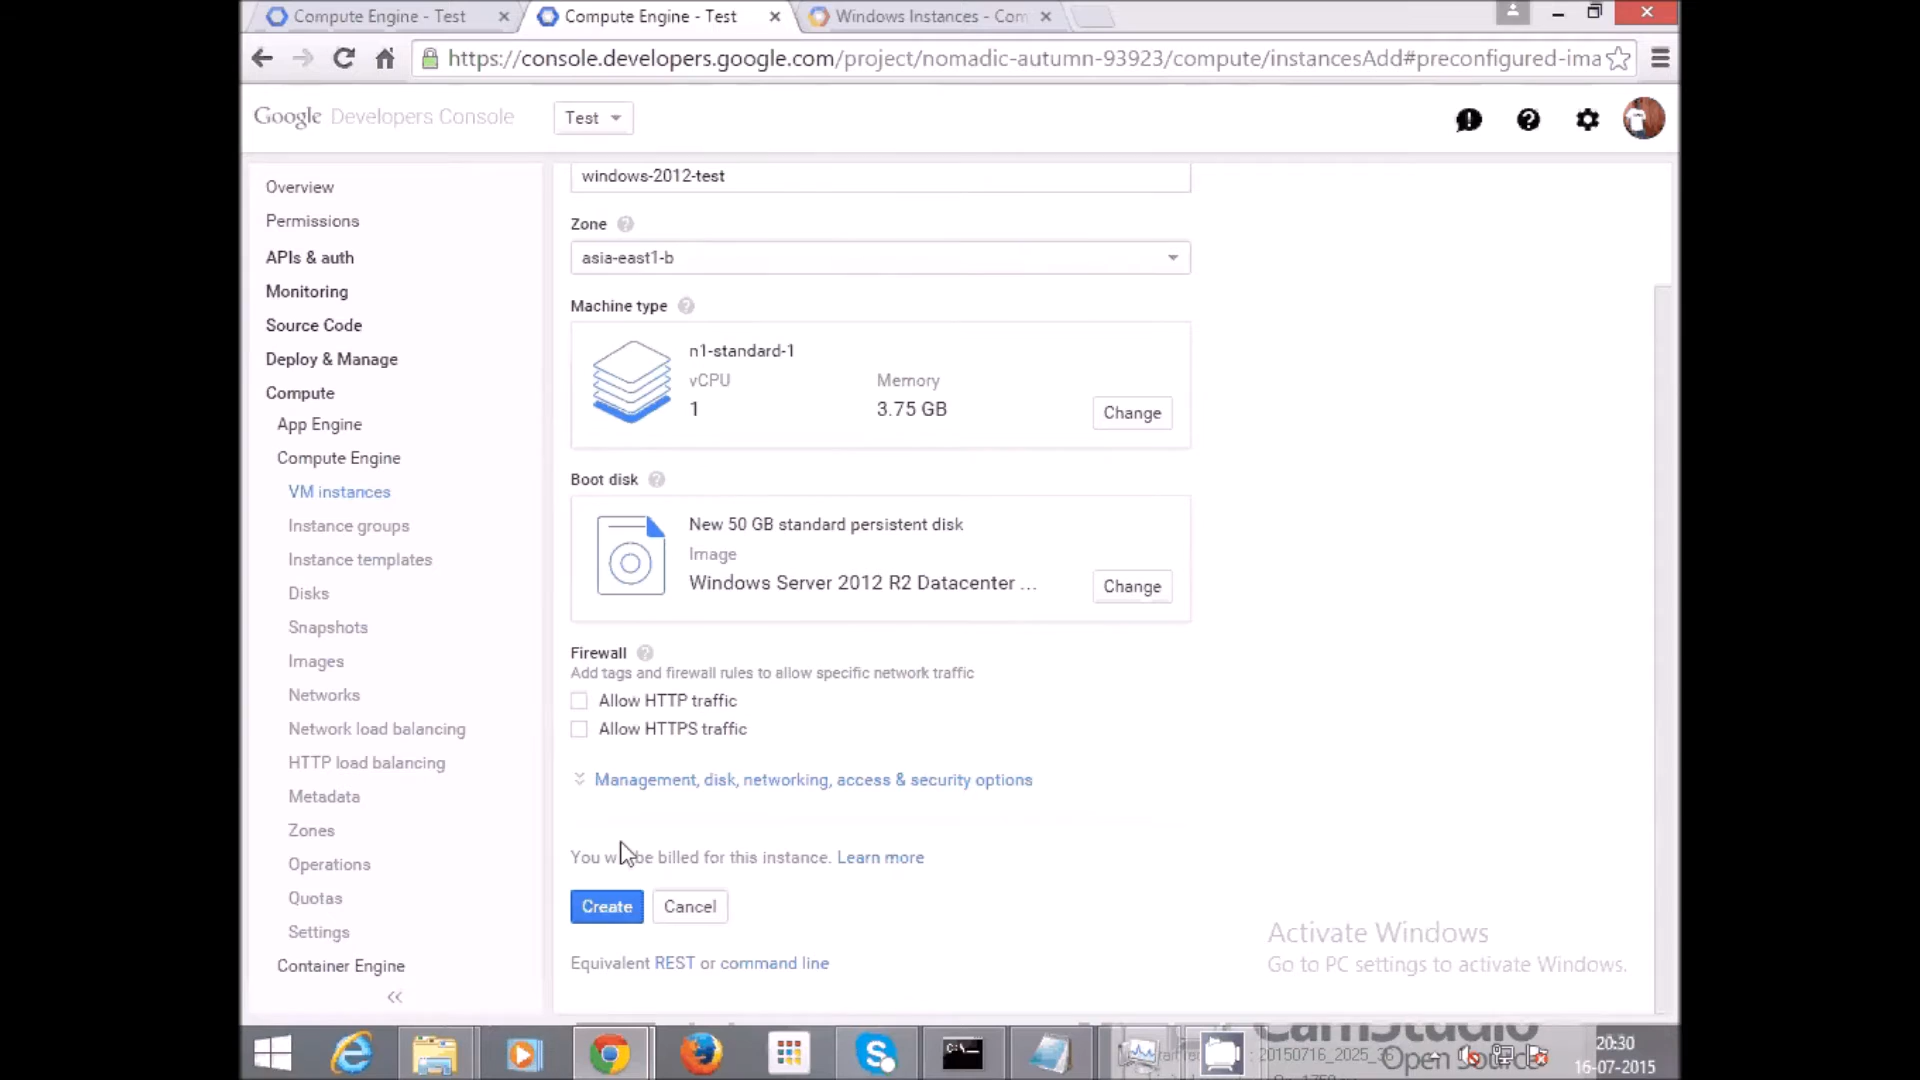 Compute Engine - Test
Compute Engine - Test
Windows Instances - Com
https://console.developers.google.com/project/nomadic-autumn-93923/compute/instancesAdd#preconfigured-ima
Google Developers Console
Test
Overview
Permissions
APIs & auth
Monitoring
Source Code
Deploy & Manage
Compute
App Engine
Compute Engine
VM instances
Instance groups
Instance templates
Disks
Snapshots
Images
Networks
Network load balancing
HTTP load balancing
Metadata
Zones
Operations
Quotas
Settings
Container Engine
windows-2012-test
Zone
asia-east1-b
Machine type
n1-standard-1
vCPU
Memory
1
3.75 GB
Change
Boot disk
New 50 GB standard persistent disk
Image
Windows Server 2012 R2 Datacenter ...
Change
Firewall
Add tags and firewall rules to allow specific network traffic
Allow HTTP traffic
Allow HTTPS traffic
Management, disk, networking, access & security options
You be billed for this instance. Learn more
Create
Cancel
Equivalent REST or command line
Activate Windows
Go to PC settings to activate Windows.
CamStudio
Open Source
20:30
16-07-2015